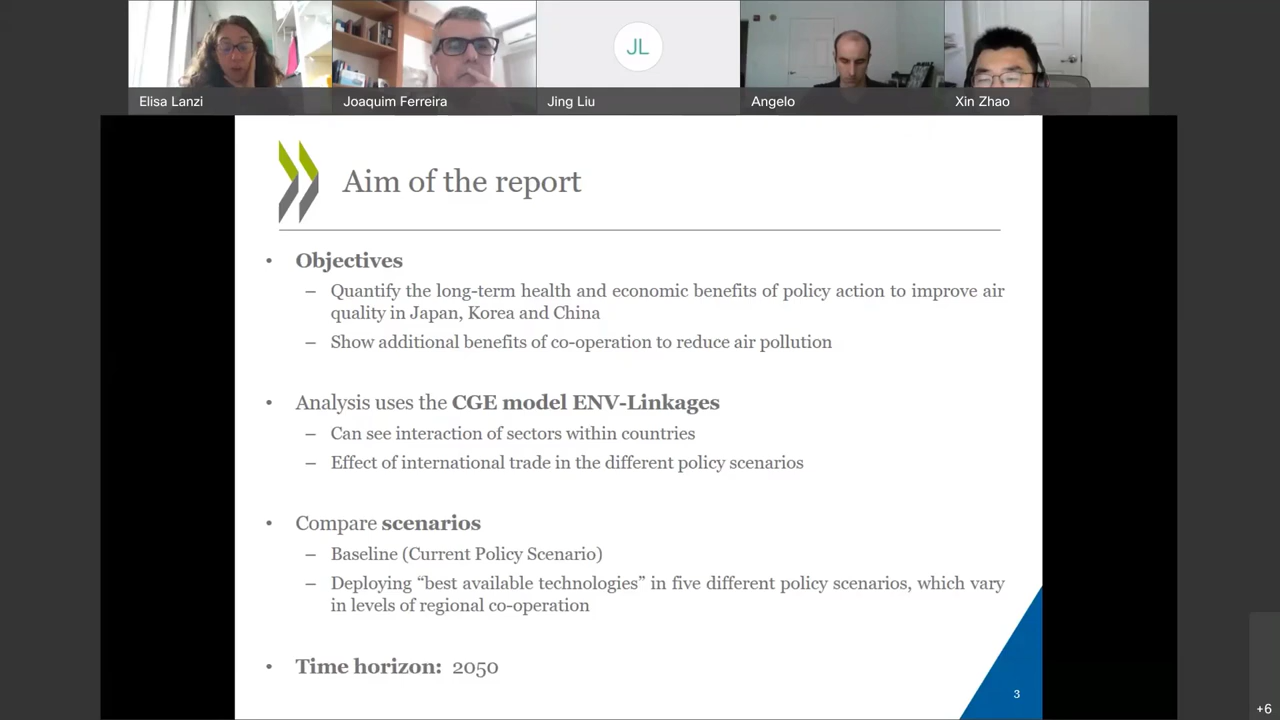 Elisa Lanzi
Joaquim Ferreira
JL
Jing Liu
Angelo
Xin Zhao
Aim of the report
• Objectives
– Quantify the long-term health and economic benefits of policy action to improve air
quality in Japan, Korea and China
– Show additional benefits of co-operation to reduce air pollution
• Analysis uses the CGE model ENV-Linkages
– Can see interaction of sectors within countries
– Effect of international trade in the different policy scenarios
• Compare scenarios
– Baseline (Current Policy Scenario)
– Deploying “best available technologies” in five different policy scenarios, which vary
in levels of regional co-operation
• Time horizon: 2050
3
+6